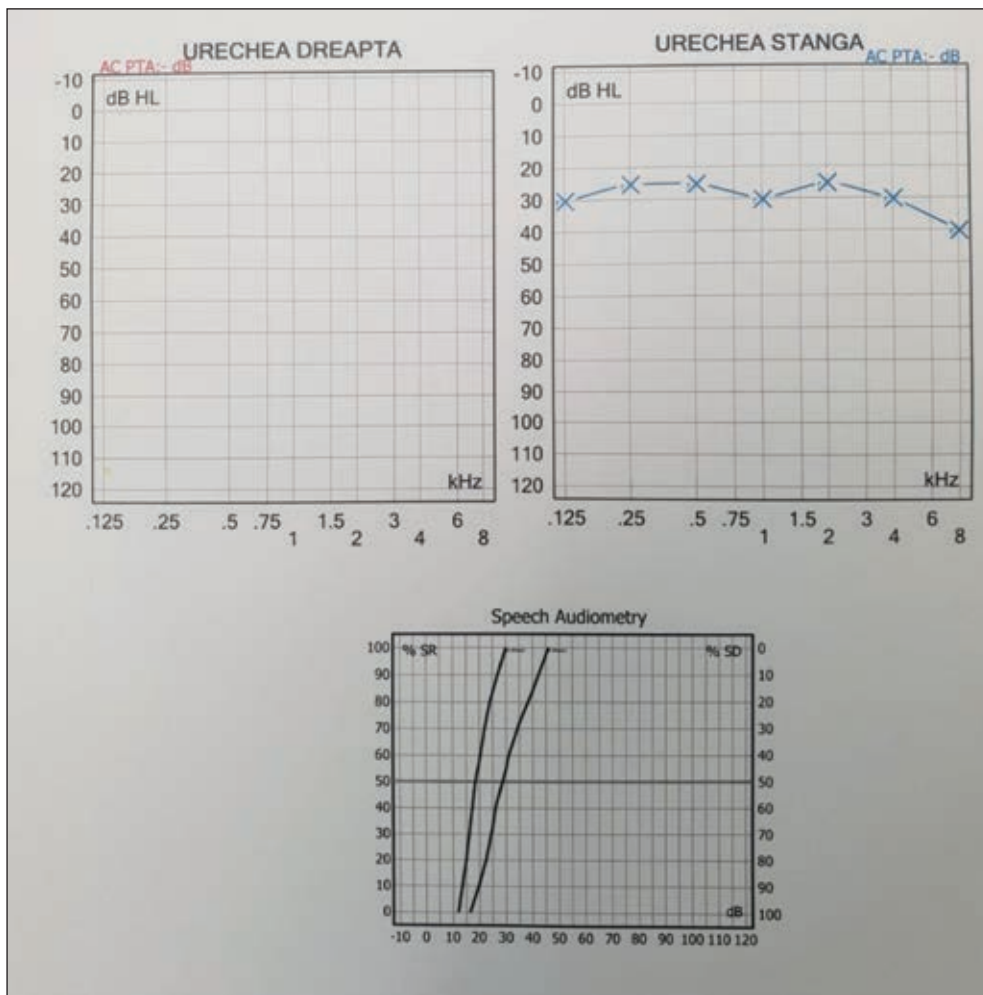 URECHEA DREAPTA
AC PTA:- dB
-10
dB HL
0
10
20
30
40
50
60
70
80
90
100
110
120
kHz
.125 .25 .5 .75 1 1.5 2 3 4 6 8
URECHEA STANGA
AC PTA:- dB
-10
dB HL
0
10
20
30
40
50
60
70
80
90
100
110
120
kHz
.125 .25 .5 .75 1 1.5 2 3 4 6 8
Speech Audiometry
100 % SR % SD 0
90 10
80 20
70 30
60 40
50 50
40 60
30 70
20 80
10 90
0 dB 100
-10 0 10 20 30 40 50 60 70 80 90 100 110 120